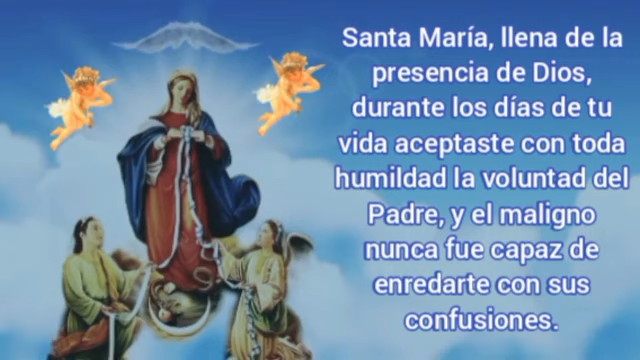 Santa María, llena de la
presencia de Dios,
durante los días de tu
vida aceptaste con toda
humildad la voluntad del
Padre, y el maligno
nunca fue capaz de
enredarte con sus
confusiones.